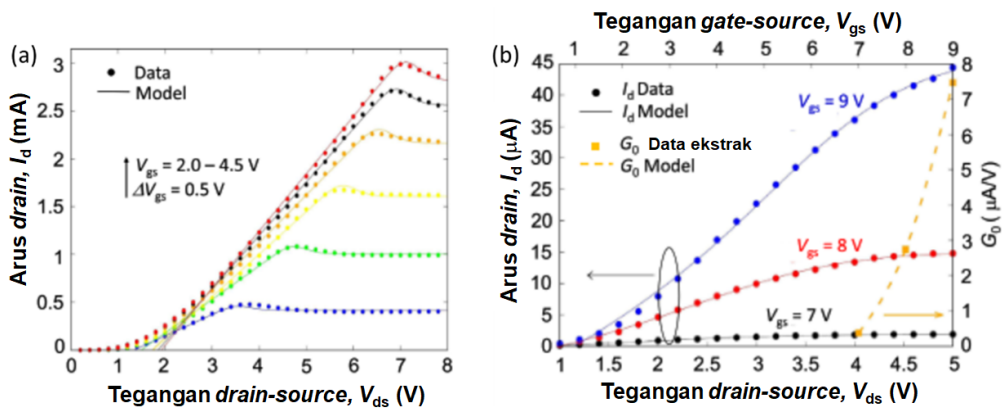 (a)
Arus drain, Id (mA)
3
2.5
2
1.5
1
0.5
0
Data
Model
Vgs = 2.0 – 4.5 V
ΔVgs = 0.5 V
0 1 2 3 4 5 6 7 8
Tegangan drain-source, Vds (V)
(b)
Tegangan gate-source, Vgs (V)
1 2 3 4 5 6 7 8 9
Arus drain, Id (μA)
45
40
35
30
25
20
15
10
5
0
Id Data
Id Model
G0 Data ekstrak
G0 Model
Vgs = 9 V
Vgs = 8 V
Vgs = 7 V
8
7
6
5
4
3
2
1
0
G0 ( μA/V)
1 1.5 2 2.5 3 3.5 4 4.5 5
Tegangan drain-source, Vds (V)